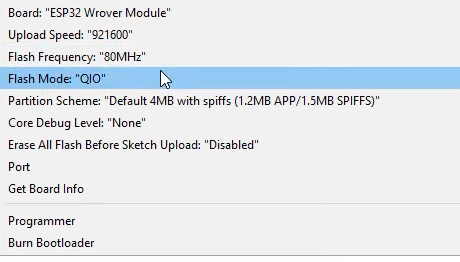 Board: "ESP32 Wrover Module"
Upload Speed: "921600"
Flash Frequency: "80MHz"
Flash Mode: "QIO"
Partition Scheme: "Default 4MB with spiffs (1.2MB APP/1.5MB SPIFFS)"
Core Debug Level: "None"
Erase All Flash Before Sketch Upload: "Disabled"
Port
Get Board Info
Programmer
Burn Bootloader